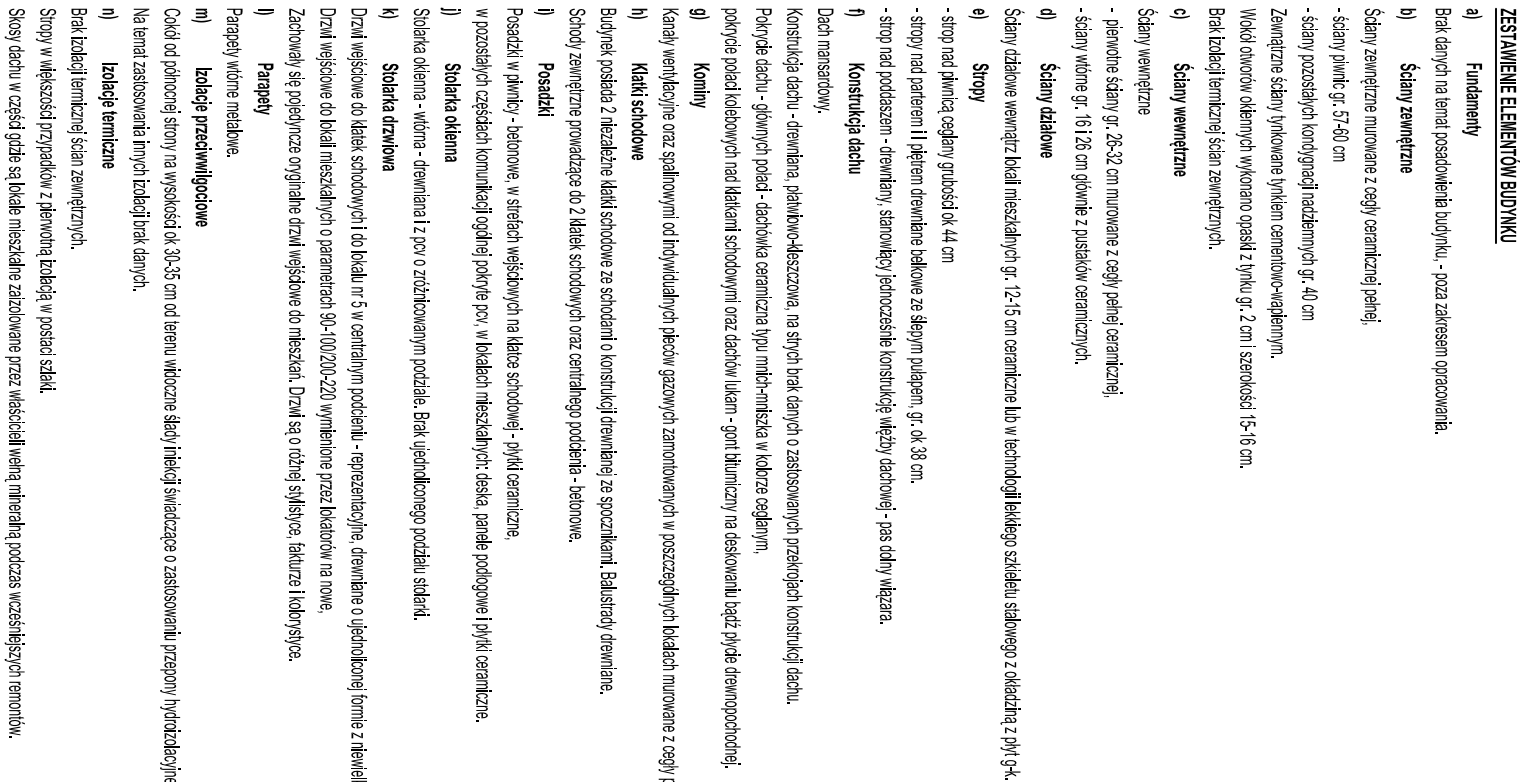 ZESTAWIENIE ELEMENTÓW BUDYNKU
a) Fundamenty
Brak danych na temat posadowienia budynku, - poza zakresem opracowania.
b) Ściany zewnętrzne
Ściany zewnętrzne murowane z cegły ceramicznej pełnej,
- ściany piwnic gr. 57-60 cm
- ściany pozostałych kondygnacji nadziemnych gr. 40 cm
Zewnętrzne ściany tynkowane tynkiem cementowo-wapiennym.
Wokół otworów okiennych wykonano opaski z tynku gr. 2 cm i szerokości 15-16 cm.
Brak izolacji termicznej ścian zewnętrznych.
c) Ściany wewnętrzne
Ściany wewnętrzne
- pierwotne ściany gr. 26-32 cm murowane z cegły pełnej ceramicznej,
- ściany wtórne gr. 16 i 26 cm głównie z pustaków ceramicznych.
d) Ściany działowe
Ściany działowe wewnątrz lokali mieszkalnych gr. 12-15 cm ceramiczne lub w technologii lekkiego szkieletu stalowego z okładziną z płyt g-k.
e) Stropy
- strop nad piwnicą ceglany grubości ok 44 cm
- stropy nad parterem i I piętrem drewniane belkowe ze ślepym pułapem, gr. ok 38 cm.
- strop nad poddaszem - drewniany, stanowiący jednocześnie konstrukcję więźby dachowej - pas dolny wiązara.
f) Konstrukcja dachu
Dach mansardowy.
Konstrukcja dachu - drewniana, płatwiowo-kleszczowa, na strych brak danych o zastosowanych przekrojach konstrukcji dachu.
Pokrycie dachu - głównych połaci - dachówka ceramiczna typu mnich-mniszka w kolorze ceglanym,
pokrycie połaci kolebowych nad klatkami schodowymi oraz dachów lukarn - gont bitumiczny na deskowaniu bądź płycie drewnopochodnej.
g) Kominy
Kanały wentylacyjne oraz spalinowymi od indywidualnych pieców gazowych zamontowanych w poszczególnych lokalach murowane z cegły p
h) Klatki schodowe
Budynek posiada 2 niezależne klatki schodowe ze schodami o konstrukcji drewnianej ze spocznikami. Balustrady drewniane.
Schody zewnętrzne prowadzące do 2 klatek schodowych oraz centralnego podcienia - betonowe.
i) Posadzki
Posadzki w piwnicy - betonowe, w strefach wejściowych na klatce schodowej - płytki ceramiczne,
w pozostałych częściach komunikacji ogólnej pokryte pcv, w lokalach mieszkalnych: deska, panele podłogowe i płytki ceramiczne.
j) Stolarka okienna
Stolarka okienna - wtórna - drewniana i z pcv o zróżnicowanym podziale. Brak ujednoliconego podziału stolarki.
k) Stolarka drzwiowa
Drzwi wejściowe do klatek schodowych i do lokalu nr 5 w centralnym podcieniu - reprezentacyjne, drewniane o ujednoliconej formie z niewiell
Drzwi wejściowe do lokali mieszkalnych o parametrach 90-100/200-220 wymienione przez lokatorów na nowe,
Zachowały się pojedyncze oryginalne drzwi wejściowe do mieszkań. Drzwi są o różnej stylistyce, fakturze i kolorystyce.
l) Parapety
Parapety wtórne metalowe.
m) Izolacje przeciwwilgociowe
Cokół od północnej strony na wysokości ok 30-35 cm od terenu widoczne ślady iniekcji świadczące o zastosowaniu przepony hydroizolacyjne
Na temat zastosowania innych izolacji brak danych.
n) Izolacje termiczne
Brak izolacji termicznej ścian zewnętrznych.
Stropy w większości przypadków z pierwotną izolacją w postaci szlaki.
Skosy dachu w części gdzie są lokale mieszkalne zaizolowane przez właścicieli wełną mineralną podczas wcześniejszych remontów.